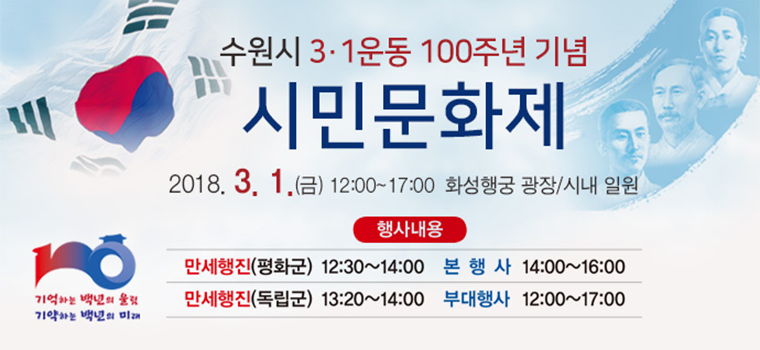 수원시 3·1운동 100주년 기념
시민문화제
2018. 3. 1.(금) 12:00~17:00 화성행궁 광장/시내 일원
행사내용
만세행진(평화군) 12:30~14:00 본 행 사 14:00~16:00
만세행진(독립군) 13:20~14:00 부대행사 12:00~17:00
100
기억하는 백년의 울림
기약하는 백년의 미래